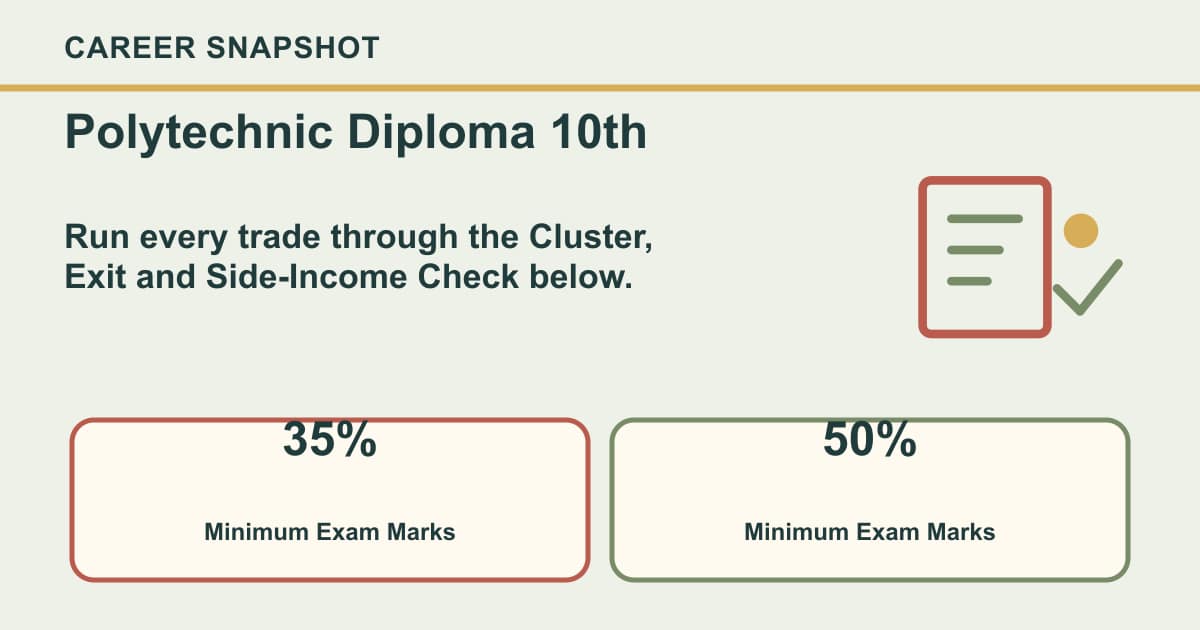 CAREER SNAPSHOT
Polytechnic Diploma 10th
Run every trade through the Cluster,
Exit and Side-Income Check below.
35%
Minimum Exam Marks
50%
Minimum Exam Marks